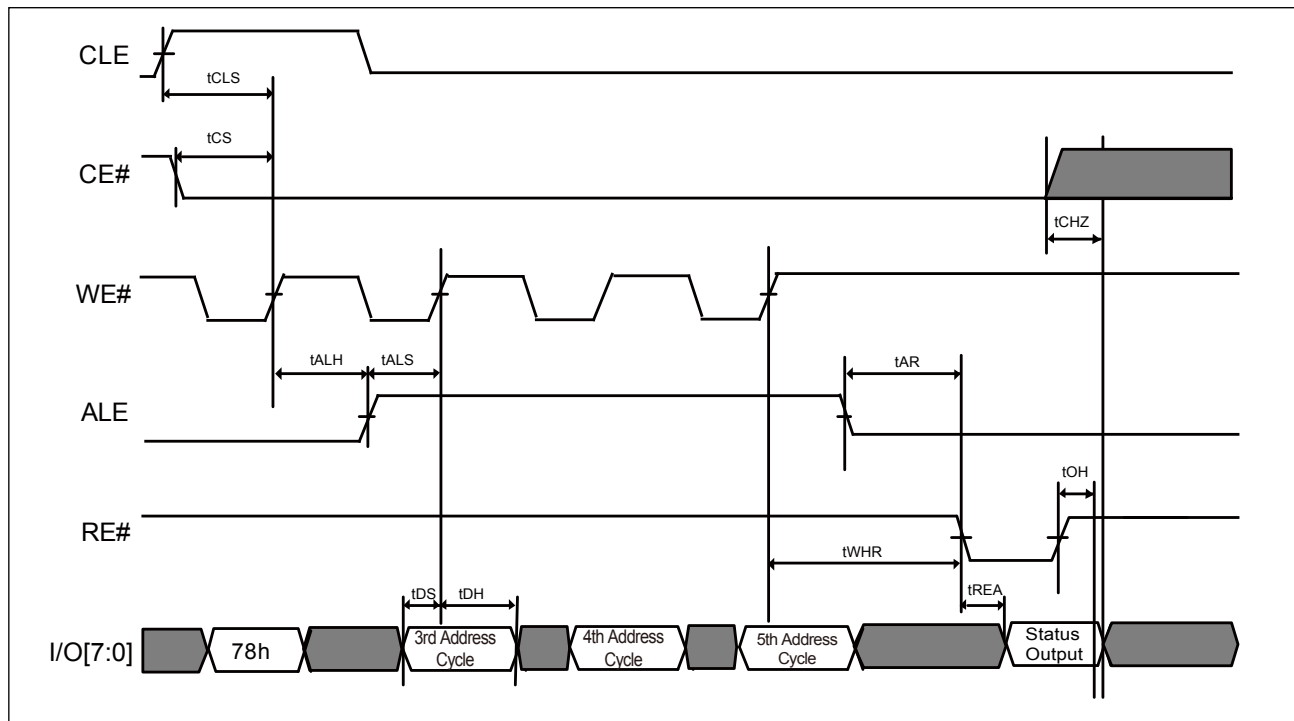 CLE
tCLS
tCS
CE#
tCHZ
WE#
tALH
tALS
tAR
ALE
tOH
RE#
tWHR
tDS
tDH
tREA
I/O[7:0]
78h
3rd Address
Cycle
4th Address
Cycle
5th Address
Cycle
Status
Output